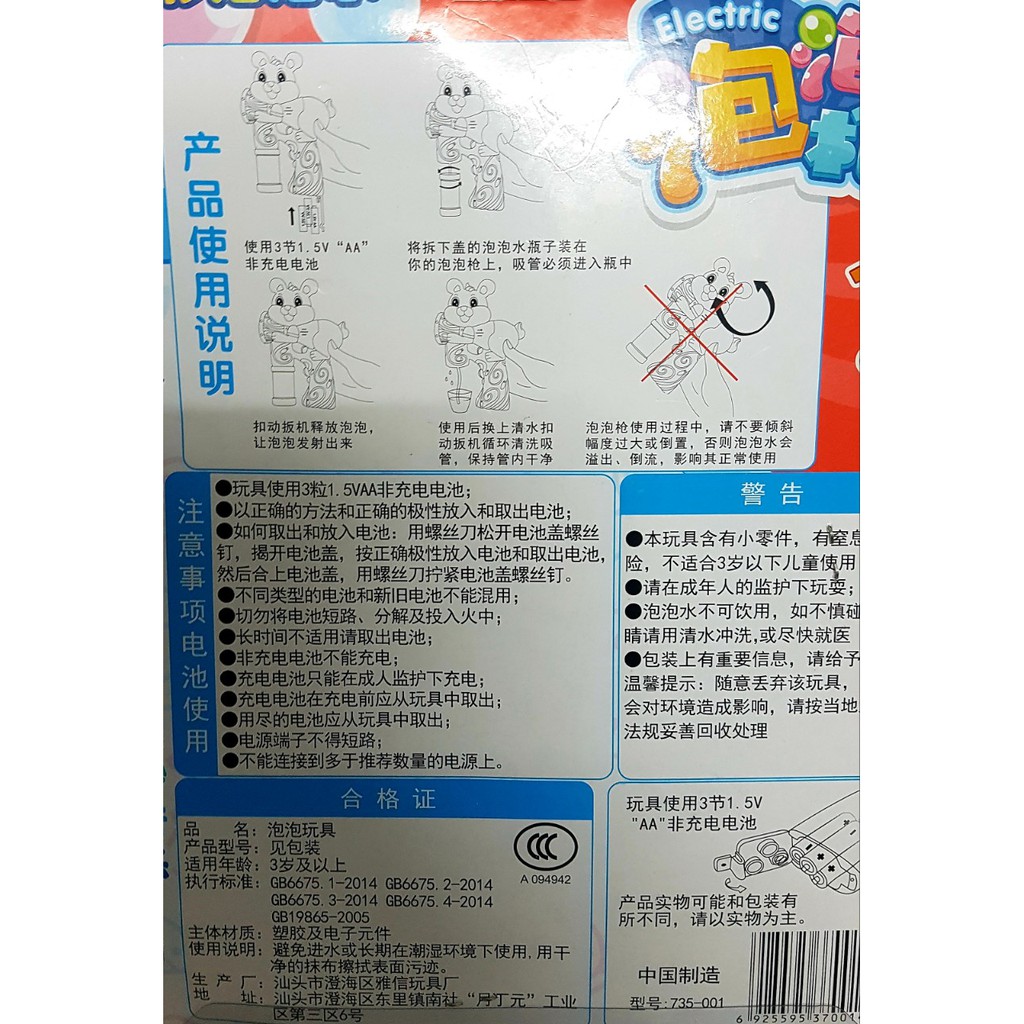 Electric
泡泡
产品使用说明
使用3节1.5V“AA”
非充电电池
将拆下盖的泡泡水瓶子装在
你的泡泡枪上，吸管必须进入瓶中
扣动扳机释放泡泡，
让泡泡发射出来
使用后换上清水扣
动扳机循环清洗吸
管，保持管内干净
泡泡枪使用过程中，请不要倾斜
幅度过大或倒置，否则泡泡水会
溢出、倒流，影响其正常使用
注意事项电池使用
●玩具使用3粒1.5VAA非充电电池；
●以正确的方法和正确的极性放入和取出电池；
●如何取出和放入电池：用螺丝刀松开电池盖螺丝
钉，揭开电池盖，按正确极性放入电池和取出电池，
然后合上电池盖，用螺丝刀拧紧电池盖螺丝钉。
●不同类型的电池和新旧电池不能混用；
●切勿将电池短路、分解及投入火中；
●长时间不适用请取出电池；
●非充电电池不能充电；
●充电电池只能在成人监护下充电；
●充电电池在充电前应从玩具中取出；
●用尽的电池应从玩具中取出；
●电源端子不得短路；
●不能连接到多于推荐数量的电源上。
警告
●本玩具含有小零件，有窒息
险，不适合3岁以下儿童使用
●请在成年人的监护下玩耍；
●泡泡水不可饮用，如不慎碰
睛请用清水冲洗,或尽快就医
●包装上有重要信息，请给予
温馨提示：随意丢弃该玩具，
会对环境造成影响，请按当地
法规妥善回收处理
合格证
品名：泡泡玩具
产品型号：见包装
适用年龄：3岁及以上
执行标准：GB6675.1-2014 GB6675.2-2014
GB6675.3-2014 GB6675.4-2014
GB19865-2005
主体材质：塑胶及电子元件
使用说明：避免进水或长期在潮湿环境下使用,用干
净的抹布擦拭表面污迹。
生产厂：汕头市澄海区雅信玩具厂
地址：汕头市澄海区东里镇南社“月丁元”工业
区第三区6号
CCC
A 094942
玩具使用3节1.5V
"AA"非充电电池
产品实物可能和包装有
所不同，请以实物为主。
中国制造
型号:735-001
6 925595 37001